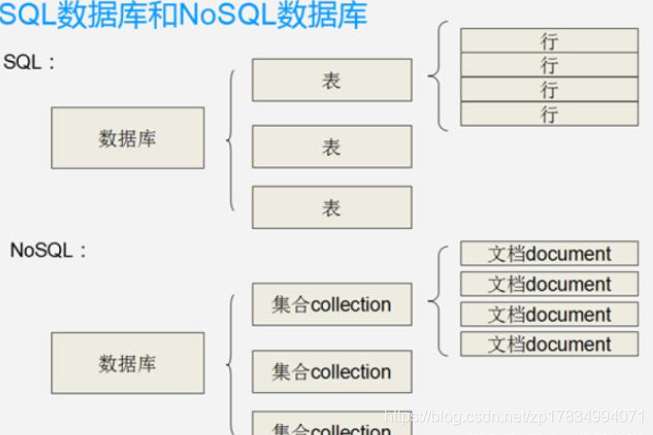 SQL数据库和NoSQL数据库
SQL：
行
行
行
行
表
表
表
数据库
NoSQL：
文档document
文档document
文档document
文档document
集合collection
集合collection
集合collection
数据库
https://blog.csdn.net/zp17834994071